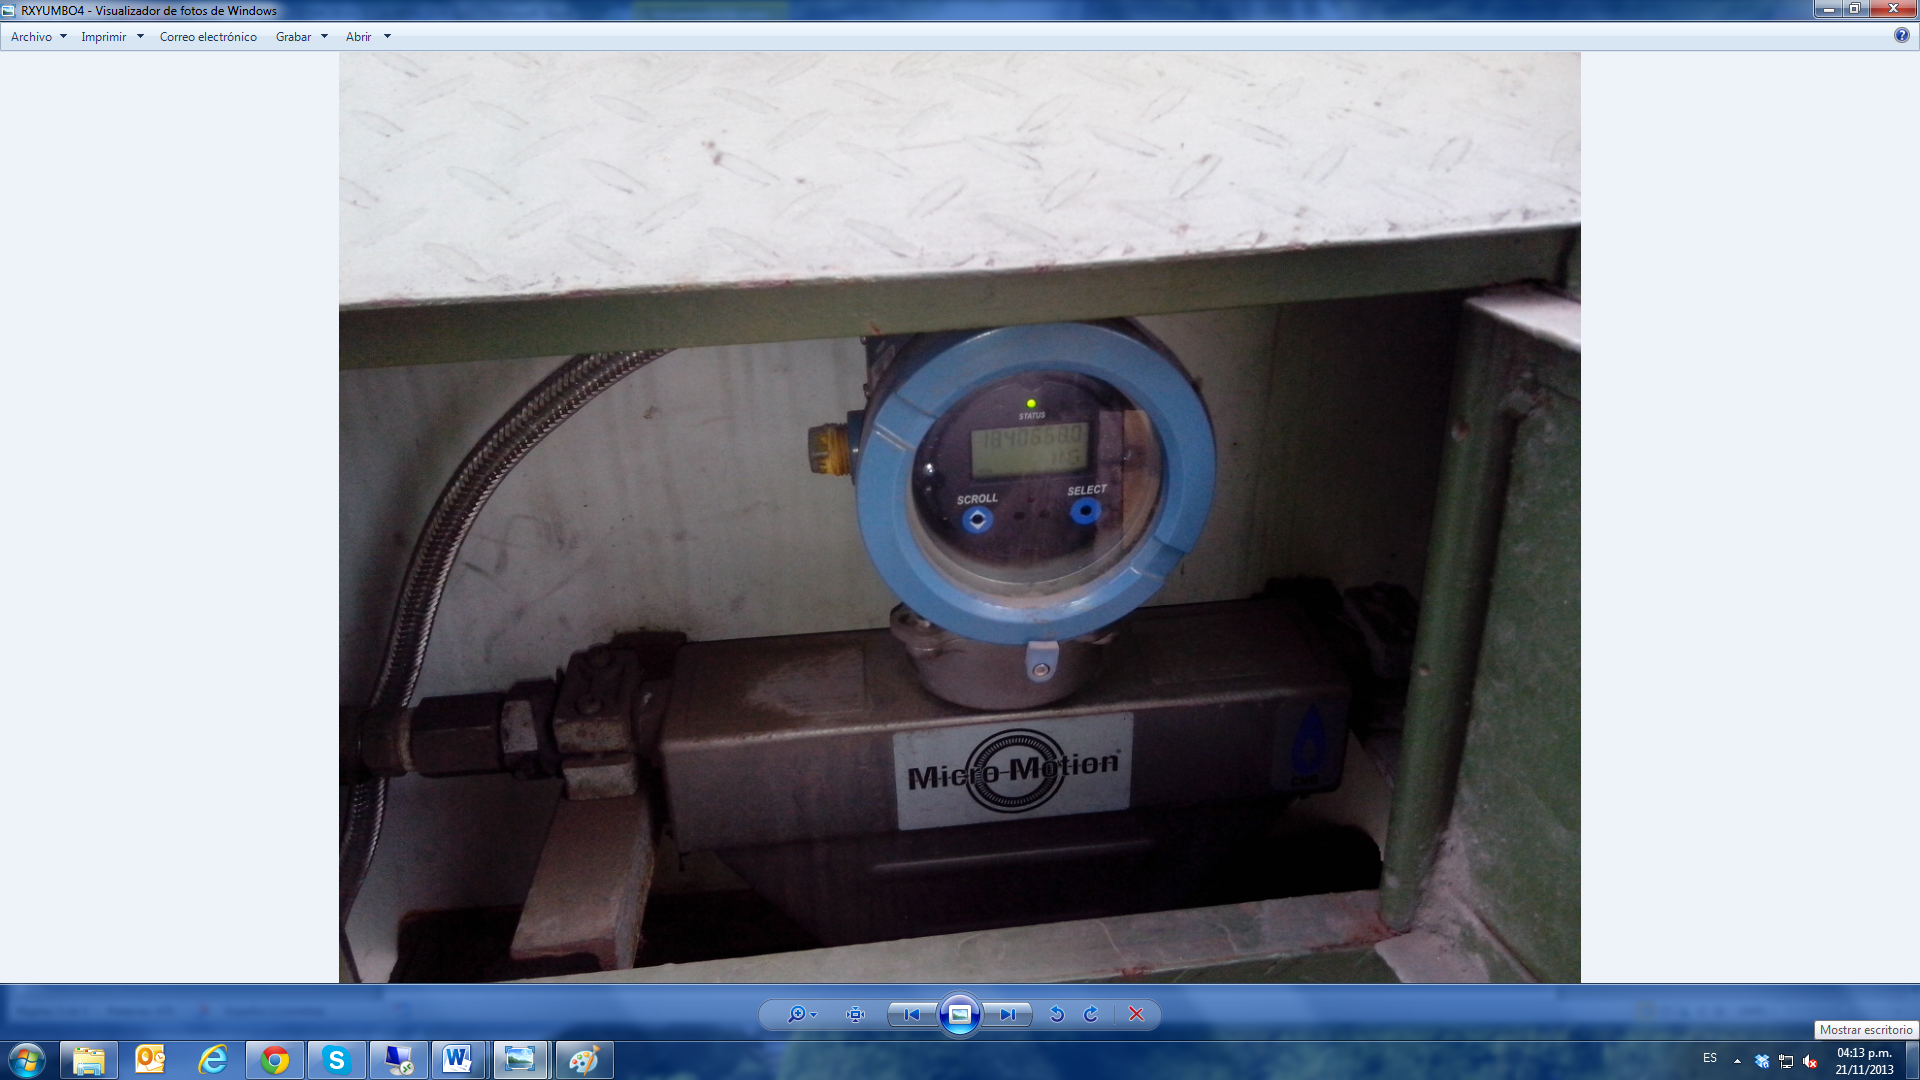 RXYUMBO4 - Visualizador de fotos de Windows
Archivo Imprimir Correo electrónico Grabar Abrir
STATUS
SCROLL SELECT
Micro Motion
CNG
Mostrar escritorio
ES
04:13 p.m.
21/11/2013